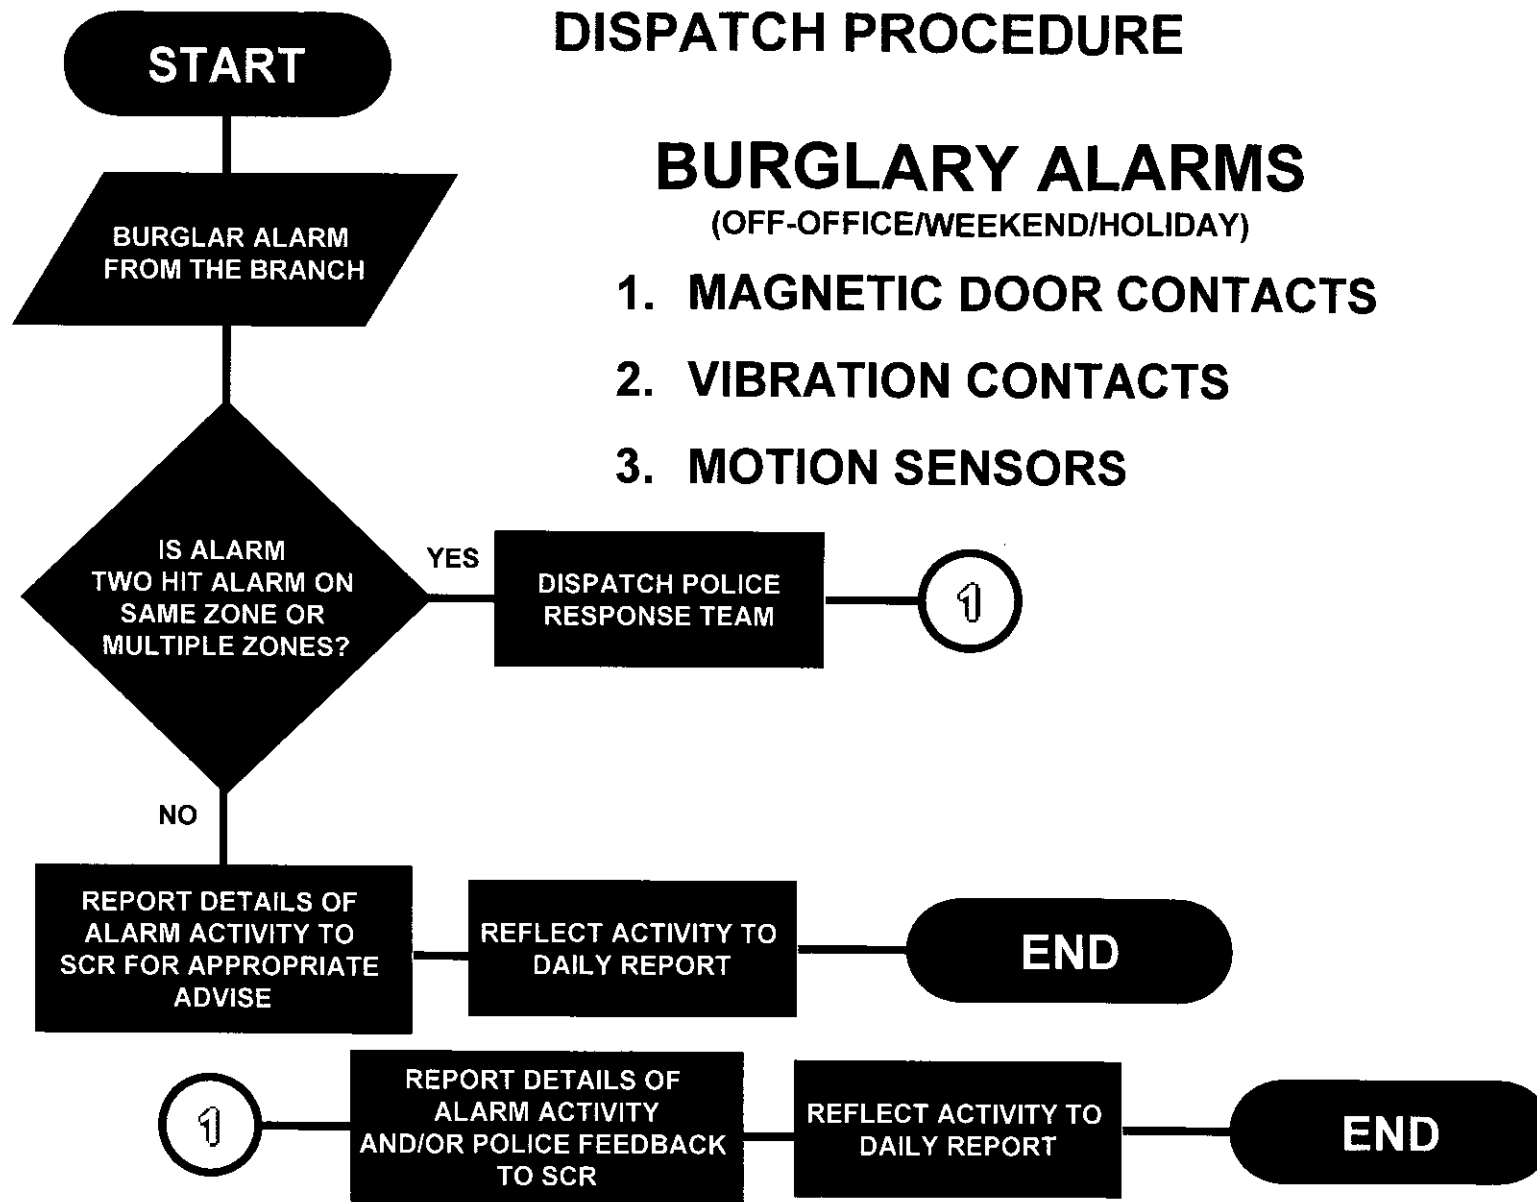 START
DISPATCH PROCEDURE
BURGLARY ALARMS
(OFF-OFFICE/WEEKEND/HOLIDAY)
1. MAGNETIC DOOR CONTACTS
2. VIBRATION CONTACTS
3. MOTION SENSORS
BURGLAR ALARM
FROM THE BRANCH
IS ALARM
TWO HIT ALARM ON
SAME ZONE OR
MULTIPLE ZONES?
YES
DISPATCH POLICE
RESPONSE TEAM
1
NO
REPORT DETAILS OF
ALARM ACTIVITY TO
SCR FOR APPROPRIATE
ADVISE
REFLECT ACTIVITY TO
DAILY REPORT
END
1
REPORT DETAILS OF
ALARM ACTIVITY
AND/OR POLICE FEEDBACK
TO SCR
REFLECT ACTIVITY TO
DAILY REPORT
END